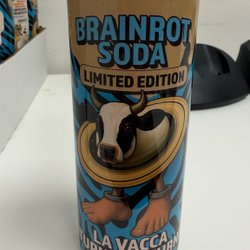 BRAINROT
SODA
LIMITED EDITION
LA VACCA